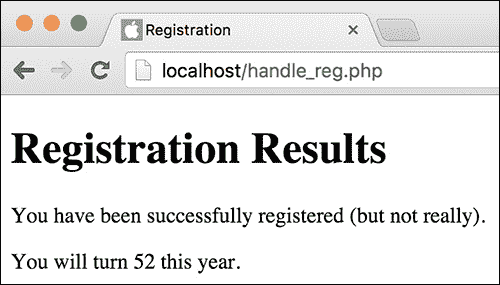 Registration
localhost/handle_reg.php
Registration Results
You have been successfully registered (but not really).
You will turn 52 this year.